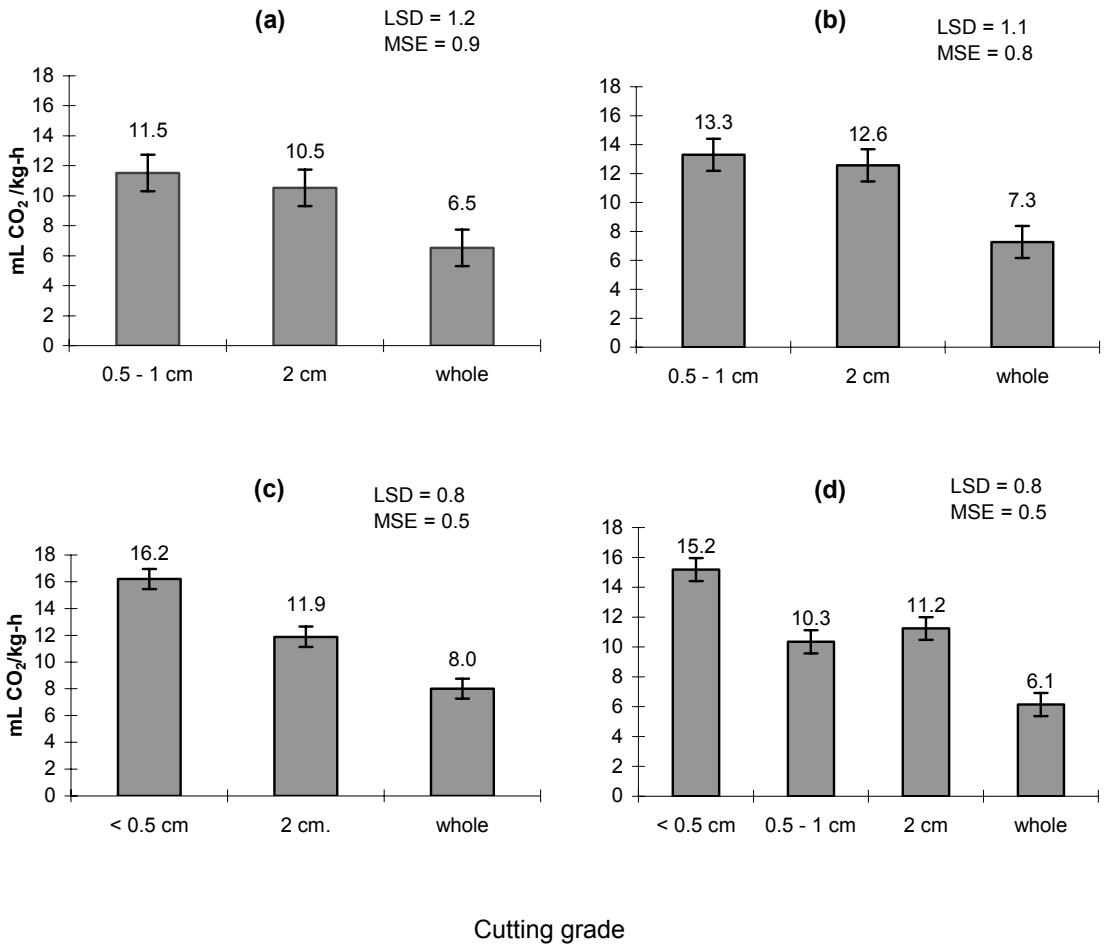 (a)
LSD = 1.2
MSE = 0.9
mL CO₂ /kg-h
18
16
14
12
10
8
6
4
2
0
11.5
10.5
6.5
0.5 - 1 cm
2 cm
whole
(b)
LSD = 1.1
MSE = 0.8
18
16
14
12
10
8
6
4
2
0
13.3
12.6
7.3
0.5 - 1 cm
2 cm
whole
(c)
LSD = 0.8
MSE = 0.5
mL CO₂/kg-h
18
16
14
12
10
8
6
4
2
0
16.2
11.9
8.0
< 0.5 cm
2 cm.
whole
(d)
LSD = 0.8
MSE = 0.5
18
16
14
12
10
8
6
4
2
0
15.2
10.3
11.2
6.1
< 0.5 cm
0.5 - 1 cm
2 cm
whole
Cutting grade